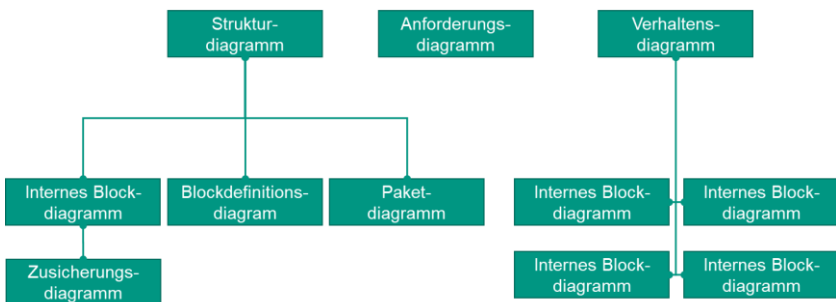 Struktur-
diagramm
Anforderungs-
diagramm
Verhaltens-
diagramm
Internes Block-
diagramm
Blockdefinitions-
diagram
Paket-
diagramm
Internes Block-
diagramm
Internes Block-
diagramm
Zusicherungs-
diagramm
Internes Block-
diagramm
Internes Block-
diagramm